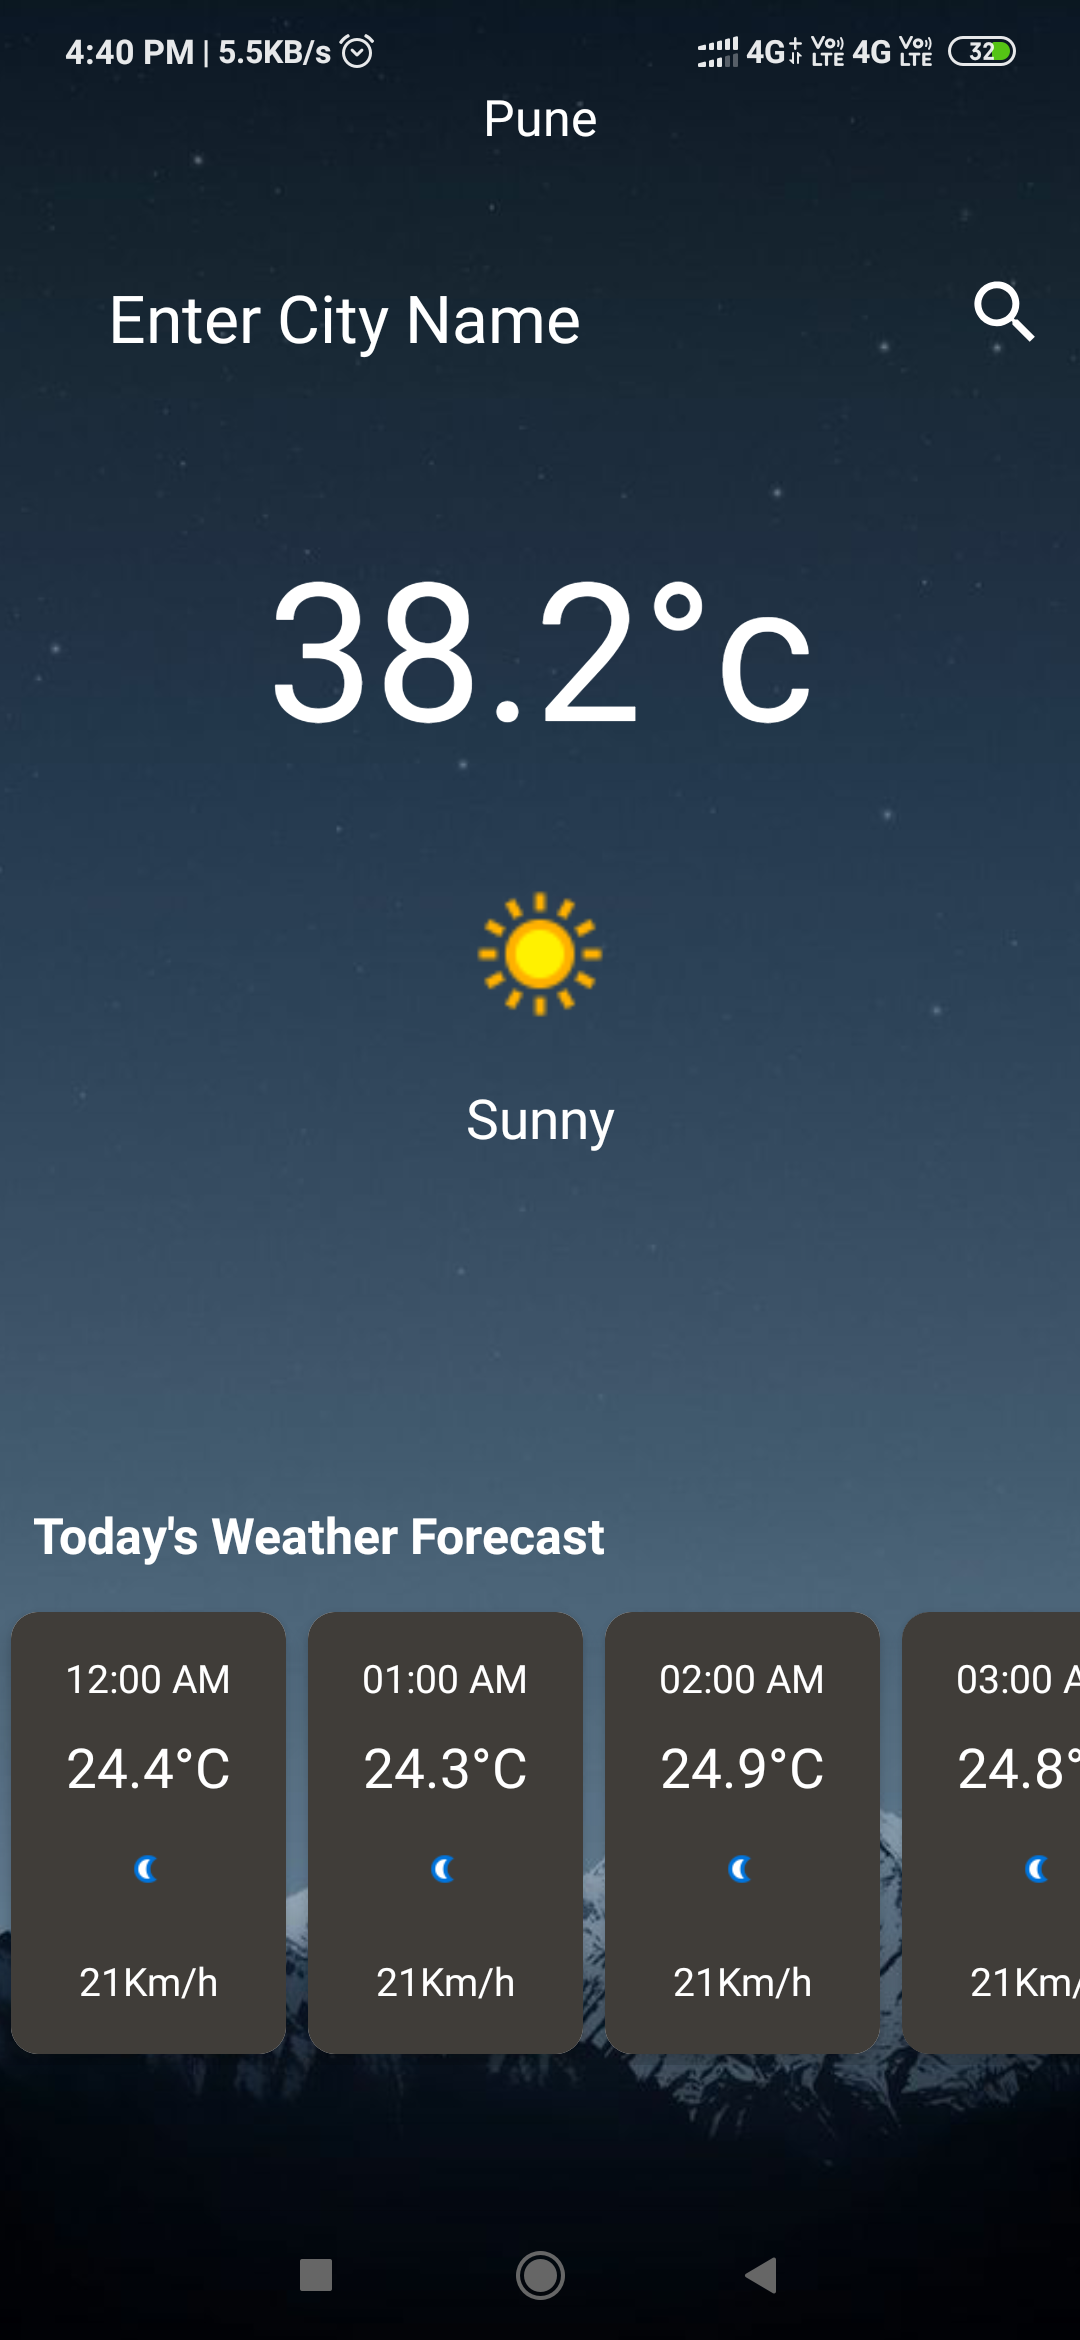 4:40 PM | 5.5KB/s 4G+ Vo)) LTE 4G Vo)) LTE 32
Pune
Enter City Name
38.2°c
Sunny
Today's Weather Forecast
12:00 AM 01:00 AM 02:00 AM 03:00 A
24.4°C 24.3°C 24.9°C 24.8°
21Km/h 21Km/h 21Km/h 21Km/